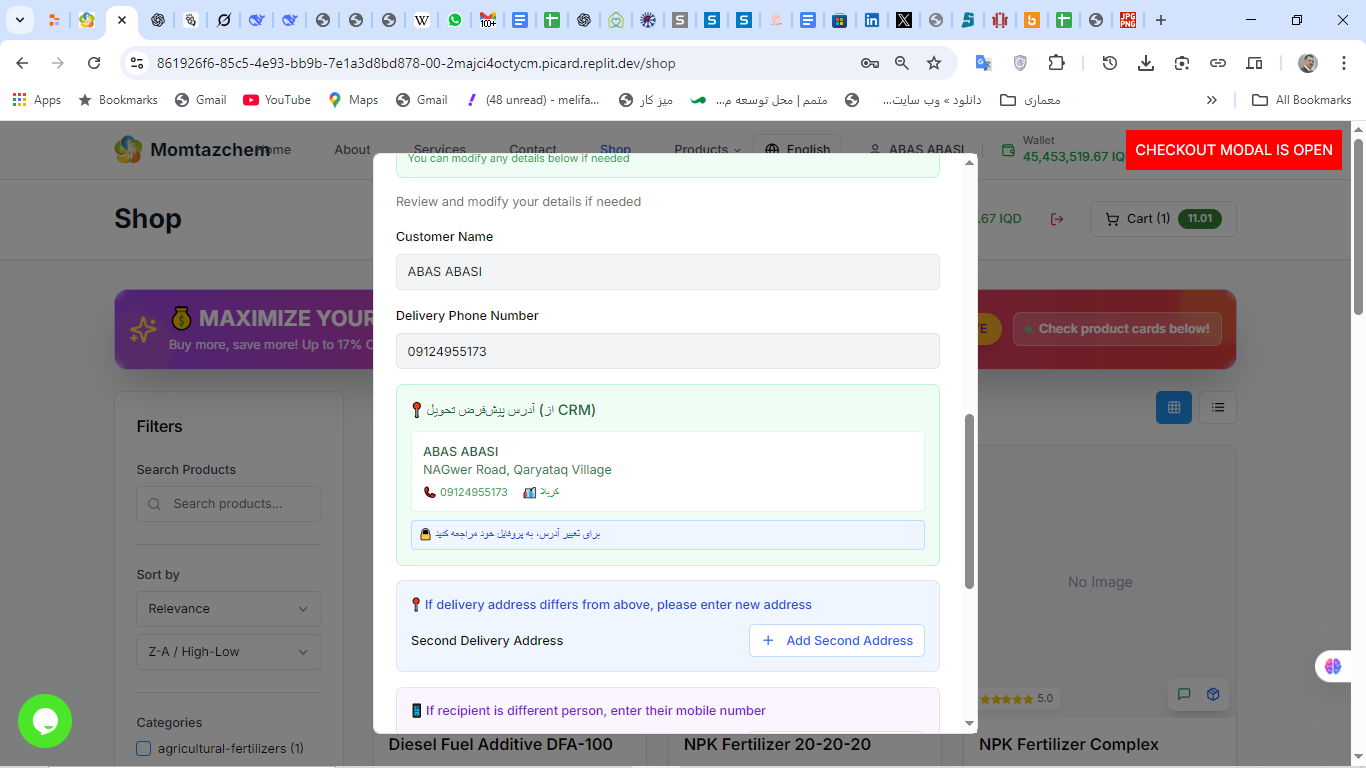 861926f6-85c5-4e93-bb9b-7e1a3d8bd878-00-2majci4octycm.picard.replit.dev/shop
Apps
Bookmarks
Gmail
YouTube
Maps
Gmail
(48 unread) - melifa...
میز کار
متمم | محل توسعه م...
دانلود » وب سایت...
معماری
»
All Bookmarks
Momtazchem
Home
About
Services
Contact
Shop
Products
English
ABAS ABASI
Wallet
45,453,519.67 IQ
CHECKOUT MODAL IS OPEN
Shop
.67 IQD
Cart (1)
11.01
MAXIMIZE YOUR
Buy more, save more! Up to 17%
Check product cards below!
Filters
Search Products
Search products...
Sort by
Relevance
Z-A / High-Low
Categories
agricultural-fertilizers (1)
You can modify any details below if needed
Review and modify your details if needed
Customer Name
ABAS ABASI
Delivery Phone Number
09124955173
آدرس پیش‌فرض تحویل (از CRM)
ABAS ABASI
NAGwer Road, Qaryataq Village
09124955173
کربلا
برای تغییر آدرس، به پروفایل خود مراجعه کنید
If delivery address differs from above, please enter new address
Second Delivery Address
Add Second Address
If recipient is different person, enter their mobile number
No Image
5.0
Diesel Fuel Additive DFA-100
NPK Fertilizer 20-20-20
NPK Fertilizer Complex